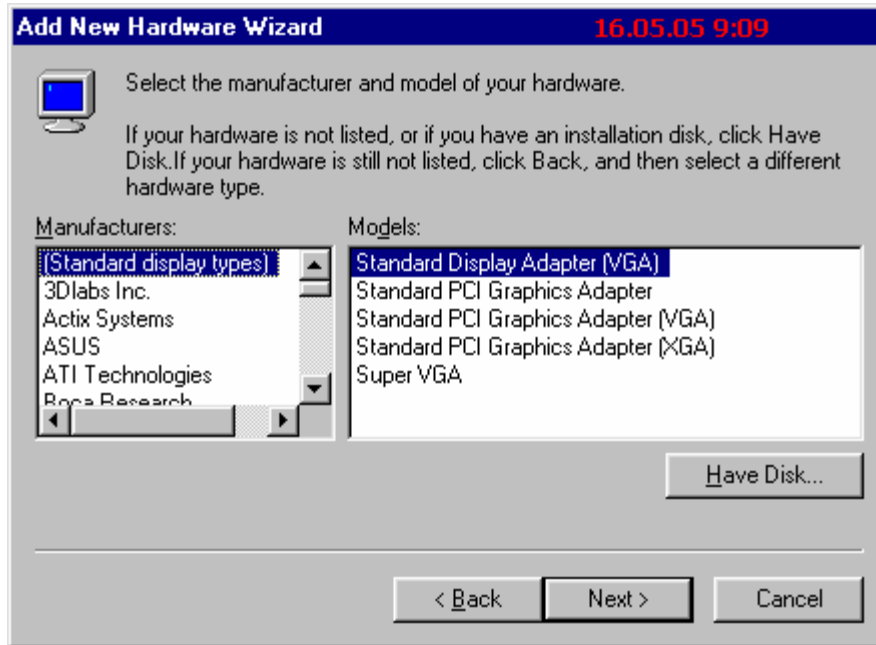 Add New Hardware Wizard 16.05.05 9:09
Select the manufacturer and model of your hardware.
If your hardware is not listed, or if you have an installation disk, click Have
Disk.If your hardware is still not listed, click Back, and then select a different
hardware type.
Manufacturers:
(Standard display types)
3Dlabs Inc.
Actix Systems
ASUS
ATI Technologies
Boca Research
Models:
Standard Display Adapter (VGA)
Standard PCI Graphics Adapter
Standard PCI Graphics Adapter (VGA)
Standard PCI Graphics Adapter (XGA)
Super VGA
Have Disk...
< Back
Next >
Cancel